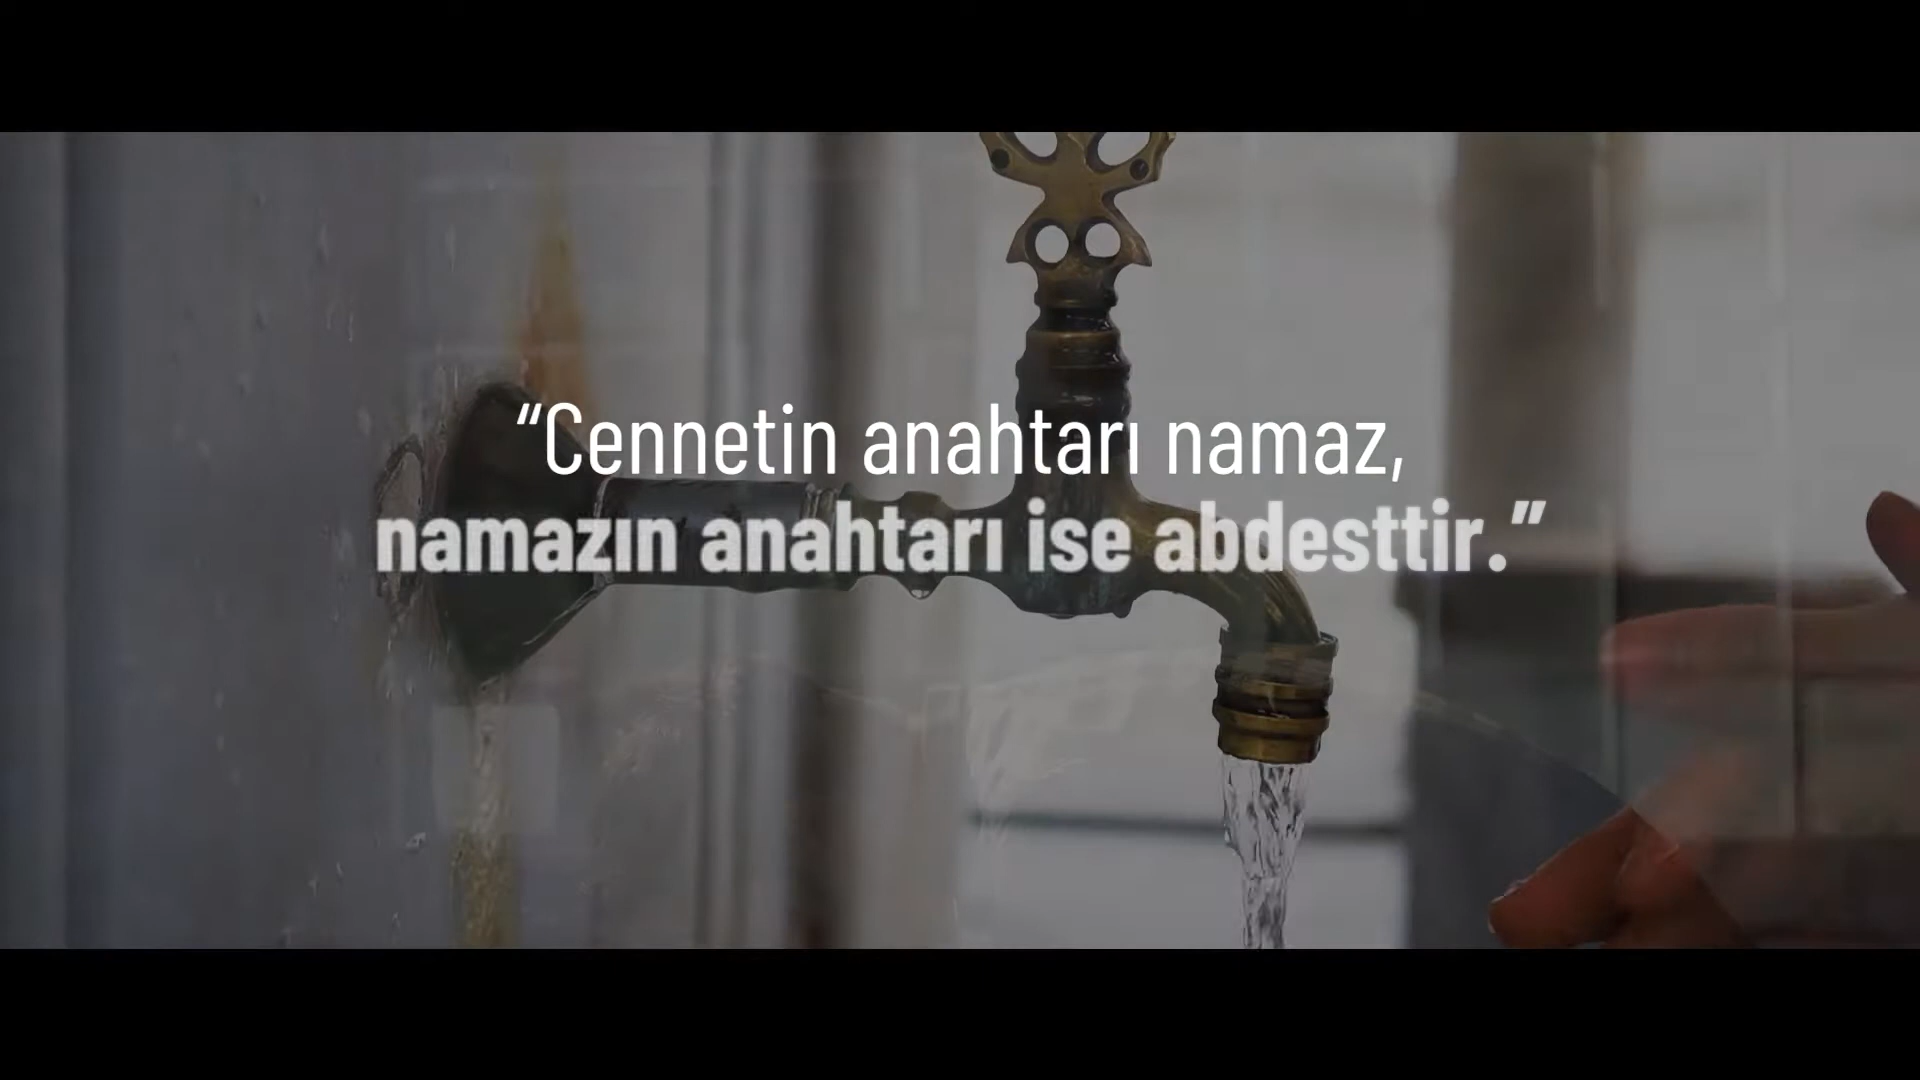 “Cennetin anahtarı namaz,
namazın anahtarı ise abdesttir.”